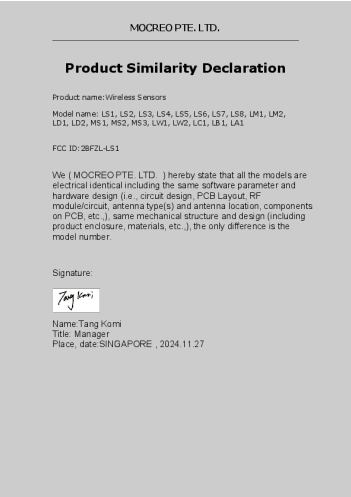 MOCREO PTE. LTD.
Product Similarity Declaration
Product name:Wireless Sensors
Model name: LS1, LS2, LS3, LS4, LS5, LS6, LS7, LS8, LM1, LM2,
LD1, LD2, MS1, MS2, MS3, LW1, LW2, LC1, LB1, LA1
FCC ID:2BFZL-LS1
We ( MOCREO PTE. LTD. ) hereby state that all the models are
electrical identical including the same software parameter and
hardware design (i.e., circuit design, PCB Layout, RF
module/circuit, antenna type(s) and antenna location, components
on PCB, etc.,), same mechanical structure and design (including
product enclosure, materials, etc.,), the only difference is the
model number.
Signature:
Tang Komi
Name:Tang Komi
Title: Manager
Place, date:SINGAPORE , 2024.11.27